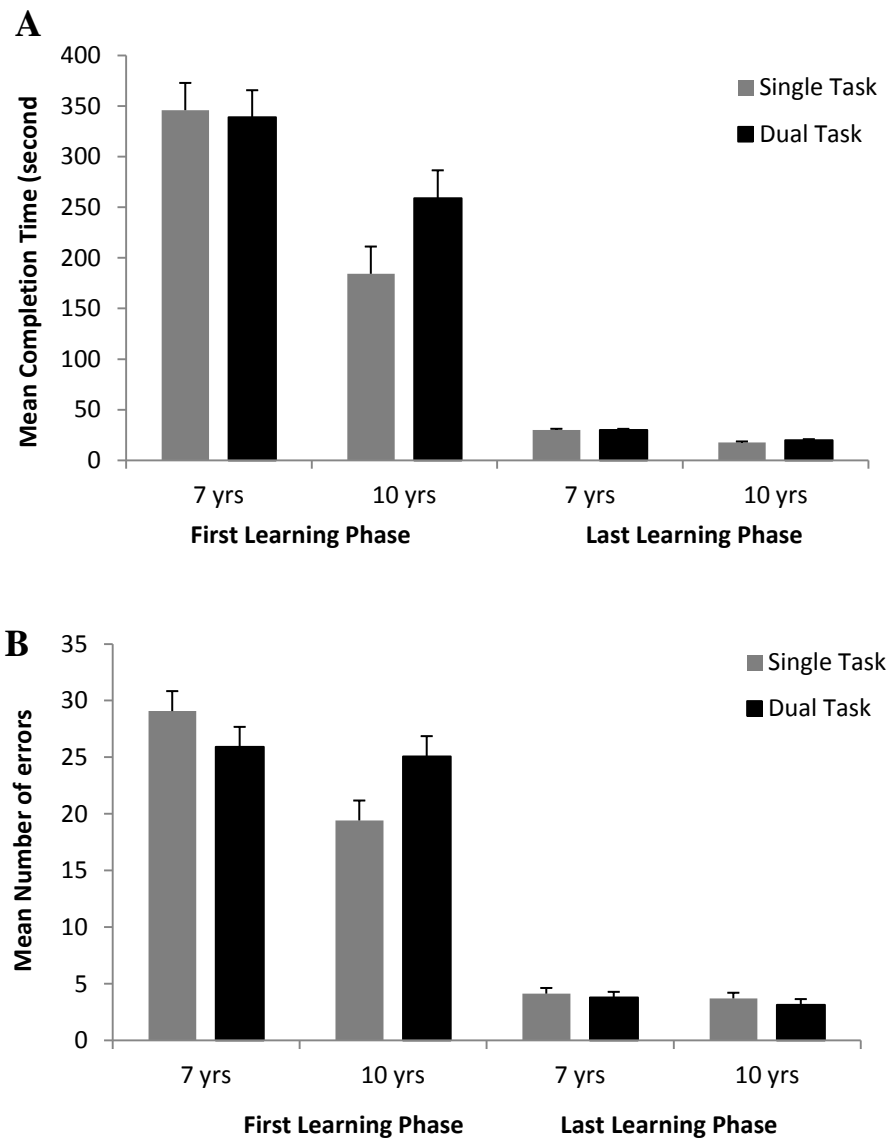 A
Mean Completion Time (second
400
350
300
250
200
150
100
50
0
Single Task
Dual Task
7 yrs 10 yrs 7 yrs 10 yrs
First Learning Phase Last Learning Phase
B
Mean Number of errors
35
30
25
20
15
10
5
0
Single Task
Dual Task
7 yrs 10 yrs 7 yrs 10 yrs
First Learning Phase Last Learning Phase